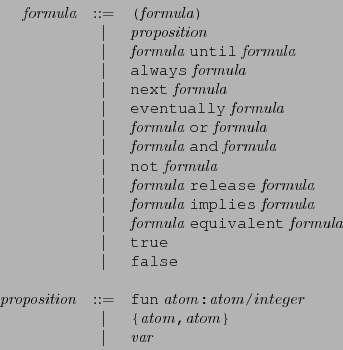 formula ::= (formula)
| proposition
| formula until formula
| always formula
| next formula
| eventually formula
| formula or formula
| formula and formula
| not formula
| formula release formula
| formula implies formula
| formula equivalent formula
| true
| false
proposition ::= fun atom:atom/integer
| {atom,atom}
| var